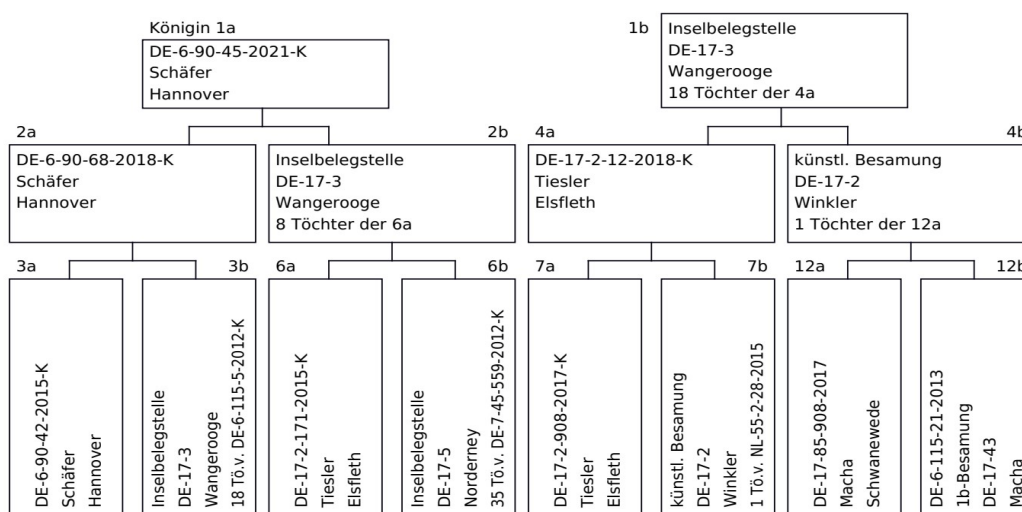 Königin 1a
DE-6-90-45-2021-K
Schäfer
Hannover
1b
Inselbelegstelle
DE-17-3
Wangerooge
18 Töchter der 4a
2a
DE-6-90-68-2018-K
Schäfer
Hannover
2b
Inselbelegstelle
DE-17-3
Wangerooge
8 Töchter der 6a
4a
DE-17-2-12-2018-K
Tiesler
Elsfleth
4b
künstl. Besamung
DE-17-2
Winkler
1 Töchter der 12a
3a
DE-6-90-42-2015-K
Schäfer
Hannover
3b
Inselbelegstelle
DE-17-3
Wangerooge
18 Tö.v. DE-6-115-5-2012-K
6a
DE-17-2-171-2015-K
Tiesler
Elsfleth
6b
Inselbelegstelle
DE-17-5
Norderney
35 Tö.v. DE-7-45-559-2012-K
7a
DE-17-2-908-2017-K
Tiesler
Elsfleth
7b
künstl. Besamung
DE-17-2
Winkler
1 Tö.v. NL-55-2-28-2015
12a
DE-17-85-908-2017
Macha
Schwanewede
12b
DE-6-115-21-2013
1b-Besamung
DE-17-43
Macha